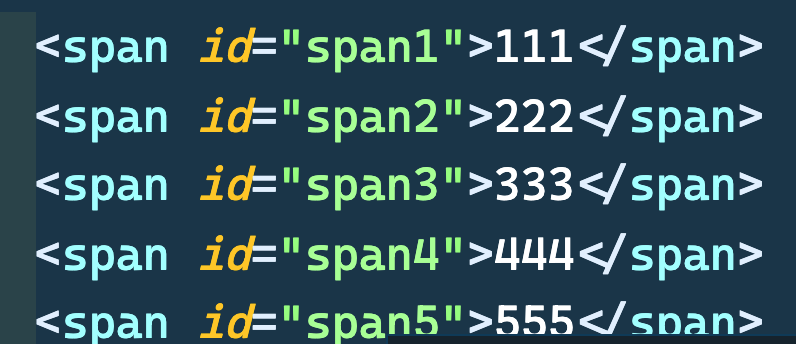 <span id="span1">111</span>
<span id="span2">222</span>
<span id="span3">333</span>
<span id="span4">444</span>
<span id="span5">555</span>